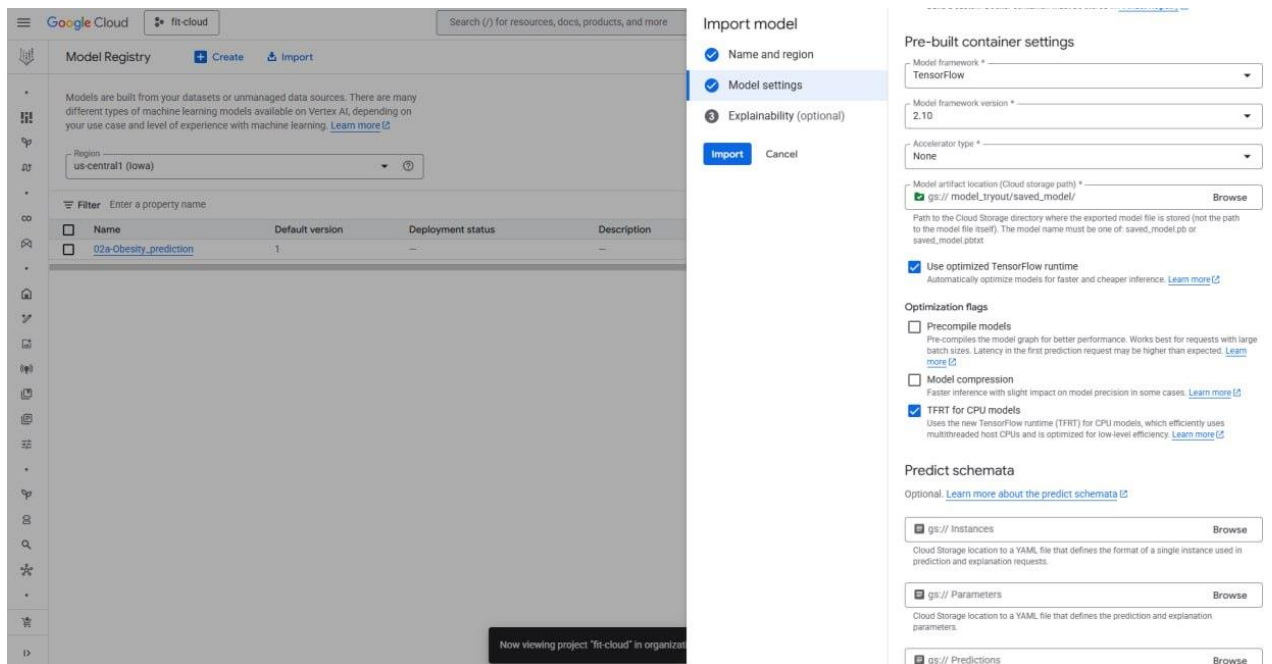 Google Cloud
fit-cloud
Search (/) for resources, docs, products, and more
Model Registry
Create
Import
Models are built from your datasets or unmanaged data sources. There are many
different types of machine learning models available on Vertex AI, depending on
your use case and level of experience with machine learning. Learn more
Region
us-central1 (Iowa)
Filter Enter a property name
Name Default version Deployment status Description
02a-Obesity_prediction 1 — —
Now viewing project "fit-cloud" in organizat
Import model
Name and region
Model settings
3 Explainability (optional)
Import Cancel
Pre-built container settings
Model framework *
TensorFlow
Model framework version *
2.10
Accelerator type *
None
Model artifact location (Cloud storage path) *
gs:// model_tryout/saved_model/ Browse
Path to the Cloud Storage directory where the exported model file is stored (not the path
to the model file itself). The model name must be one of: saved_model.pb or
saved_model.pbtxt
Use optimized TensorFlow runtime
Automatically optimize models for faster and cheaper inference. Learn more
Optimization flags
Precompile models
Pre-compiles the model graph for better performance. Works best for requests with large
batch sizes. Latency in the first prediction request may be higher than expected. Learn
more
Model compression
Faster inference with slight impact on model precision in some cases. Learn more
TFRT for CPU models
Uses the new TensorFlow runtime (TFRT) for CPU models, which efficiently uses
multithreaded host CPUs and is optimized for low-level efficiency. Learn more
Predict schemata
Optional. Learn more about the predict schemata
gs:// Instances Browse
Cloud Storage location to a YAML file that defines the format of a single instance used in
prediction and explanation requests.
gs:// Parameters Browse
Cloud Storage location to a YAML file that defines the prediction and explanation
parameters.
gs:// Predictions Browse